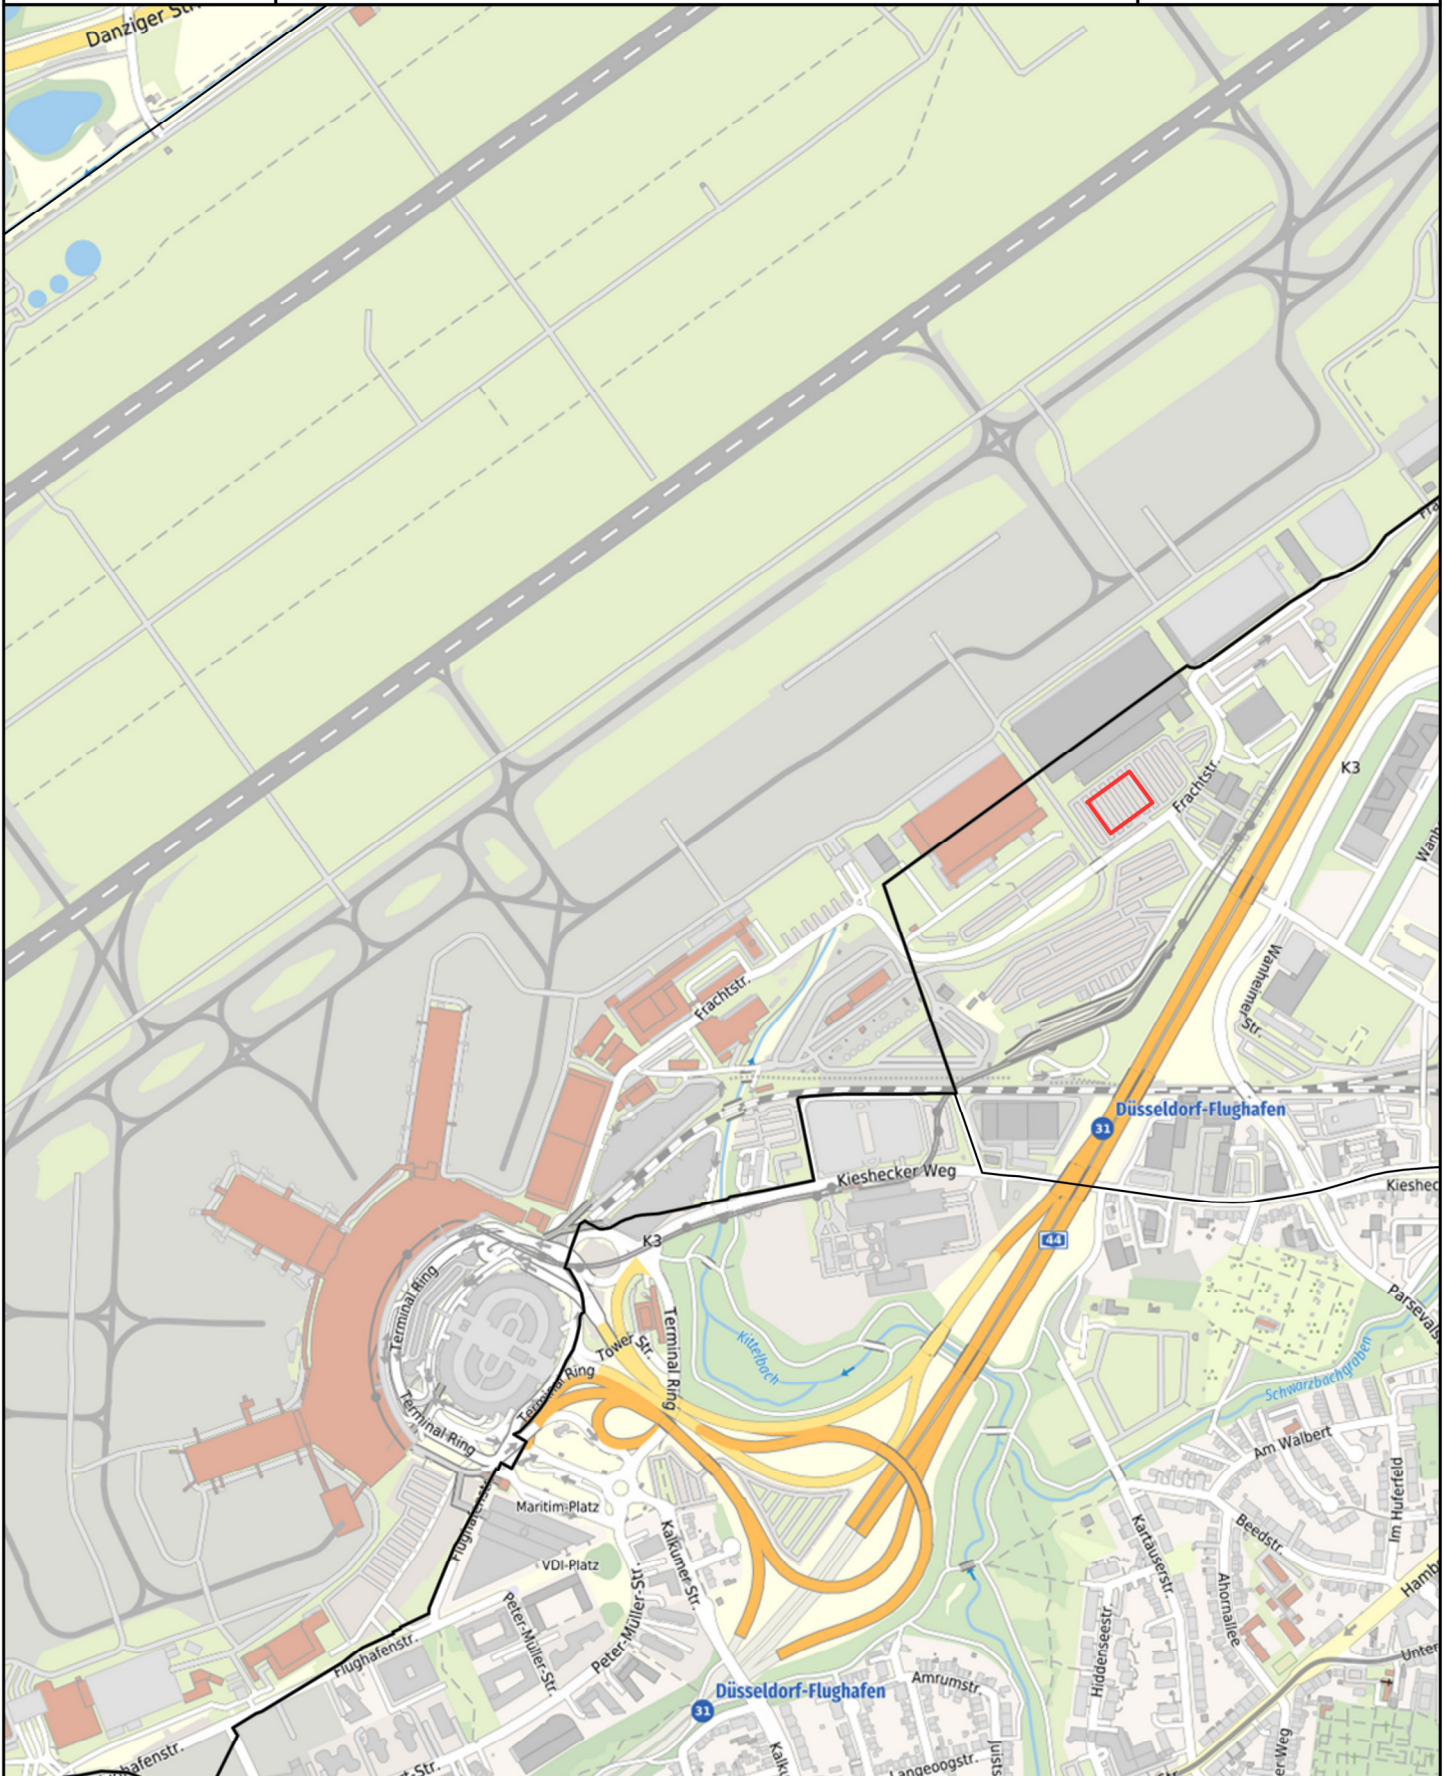 Danziger Str.
K3
Frachtstr.
Wanheimer
Str.
Frachtstr.
Düsseldorf-Flughafen
31
Kieshecker Weg
44
K3
Terminal Ring
Tower Str.
Terminal Ring
Terminal Ring
Kittelbach
Terminal Ring
Schwarzbachgraben
Am Walbert
Im Huferfeld
Maritim-Platz
Flughafenstr.
Kalkumer Str.
Kartäuserstr.
Beedstr.
VDI-Platz
Peter-Müller-Str.
Peter-Müller-Str.
Ahornallee
Hiddenseestr.
Flughafenstr.
Amrumstr.
Düsseldorf-Flughafen
31
Langeoogstr.